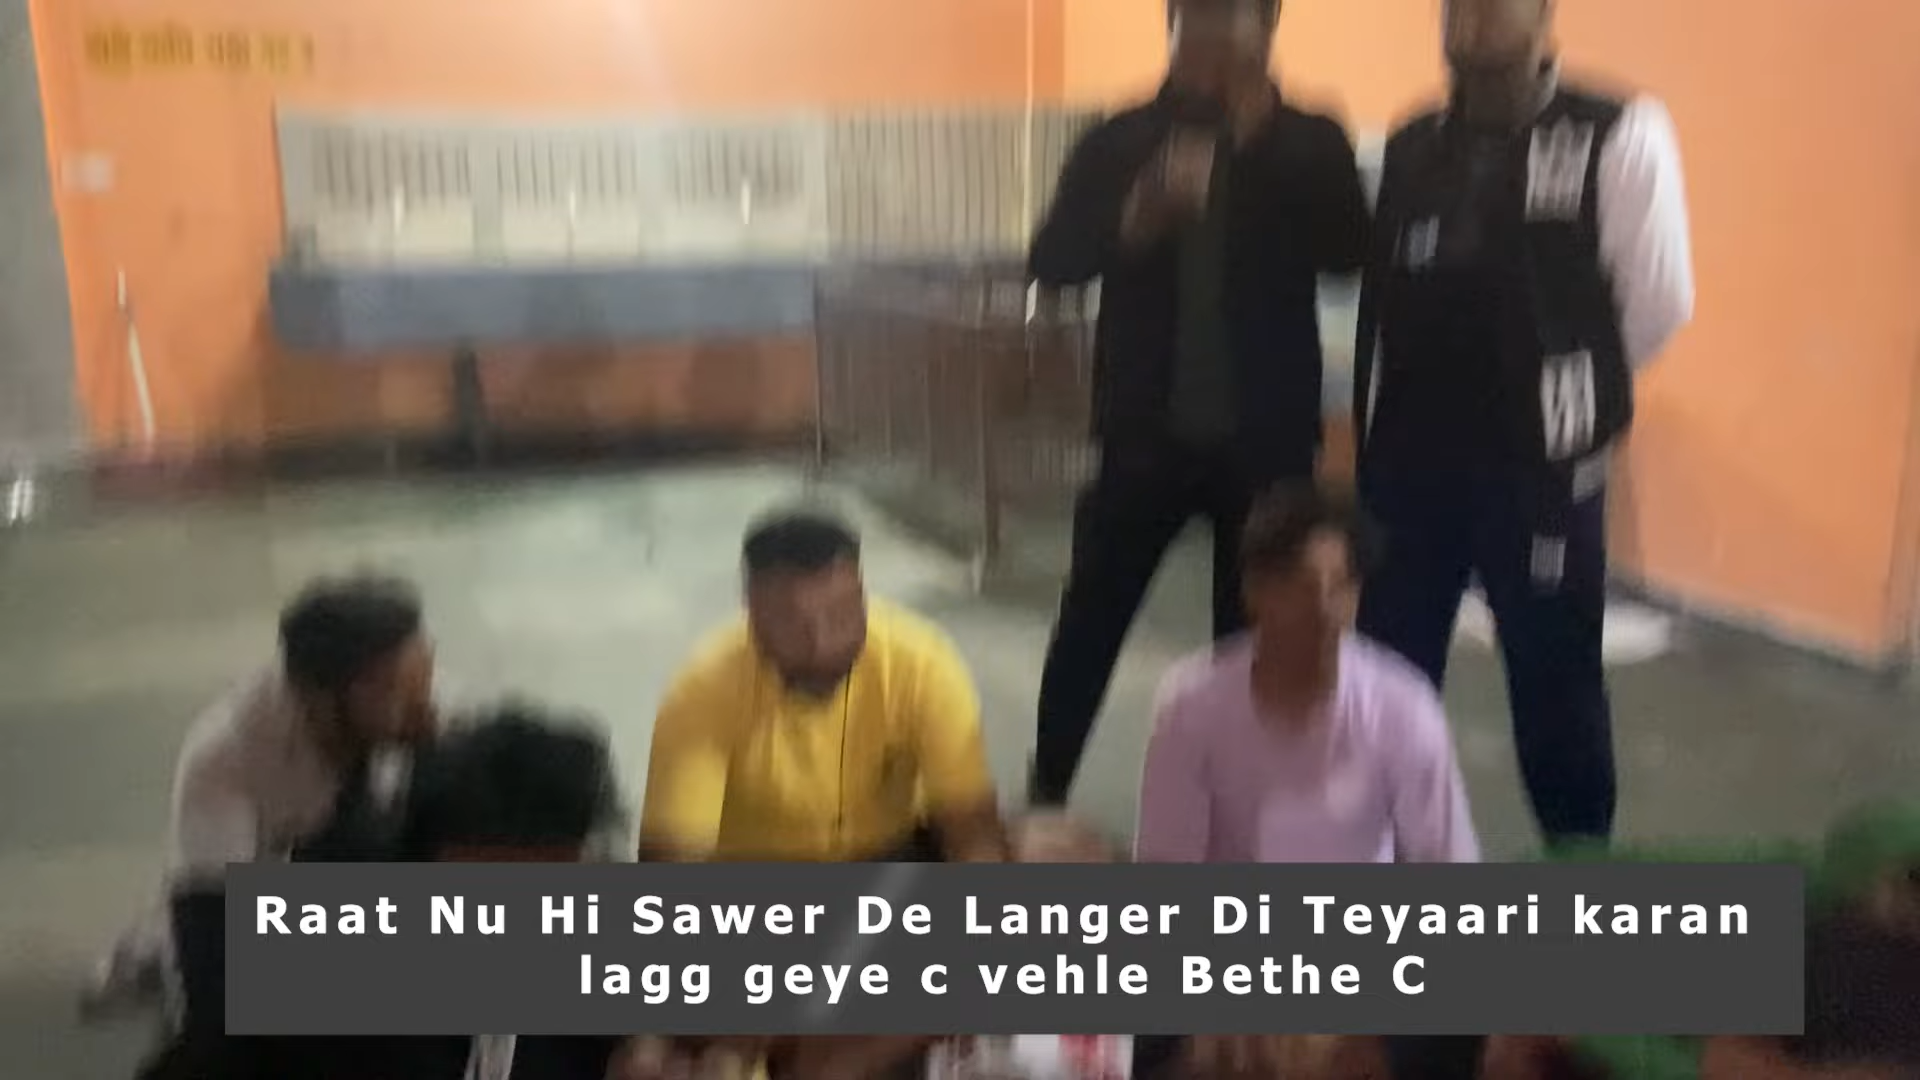 Raat Nu Hi Sawer De Langer Di Teyaari karan
lagg geye c vehle Bethe C